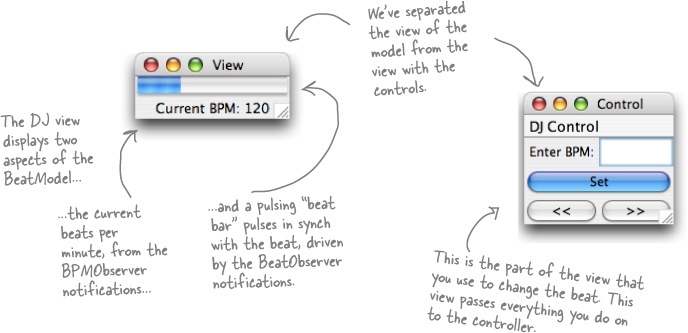 We've separated
the view of the
model from the
view with the
controls.
View
Current BPM: 120
The DJ view
displays two
aspects of the
BeatModel...
...the current
beats per
minute, from the
BPMObserver
notifications...
...and a pulsing "beat
bar" pulses in synch
with the beat, driven
by the BeatObserver
notifications.
Control
DJ Control
Enter BPM:
Set
<<
>>
This is the part of the view that
you use to change the beat. This
view passes everything you do on
to the controller.